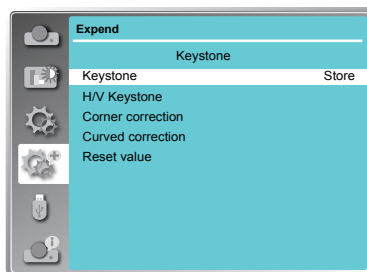 Expend
Keystone
Keystone Store
H/V Keystone
Corner correction
Curved correction
Reset value